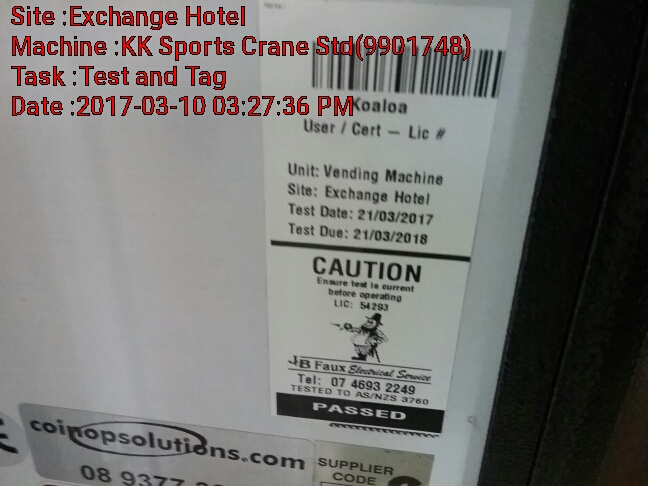 Site :Exchange Hotel
Machine :KK Sports Crane Std(9901748)
Task :Test and Tag
Date :2017-03-10 03:27:36 PM
Koaloa
User / Cert – Lic #
Unit: Vending Machine
Site: Exchange Hotel
Test Date: 21/03/2017
Test Due: 21/03/2018
CAUTION
Ensure test is current
before operating
LIC: 54293
J&B Faux Electrical Service
Tel: 07 4693 2249
TESTED TO AS/NZS 3760
PASSED
coinopsolutions.com
08 9377
SUPPLIER
CODE